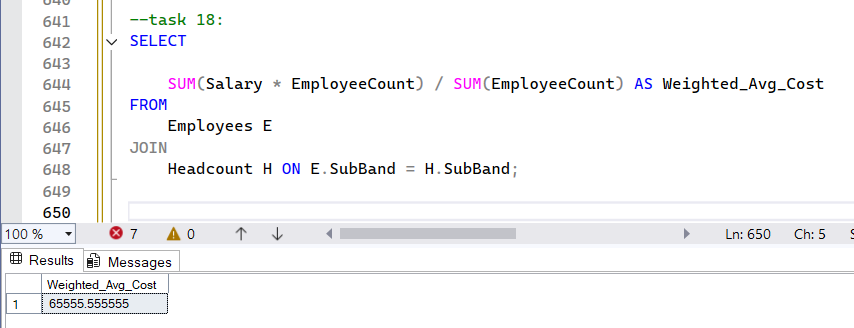 640
641 --task 18:
642 SELECT
643
644 SUM(Salary * EmployeeCount) / SUM(EmployeeCount) AS Weighted_Avg_Cost
645 FROM
646 Employees E
647 JOIN
648 Headcount H ON E.SubBand = H.SubBand;
649
650
100 % 7 0 Ln: 650 Ch: 5 S
Results Messages
Weighted_Avg_Cost
1 65555.555555